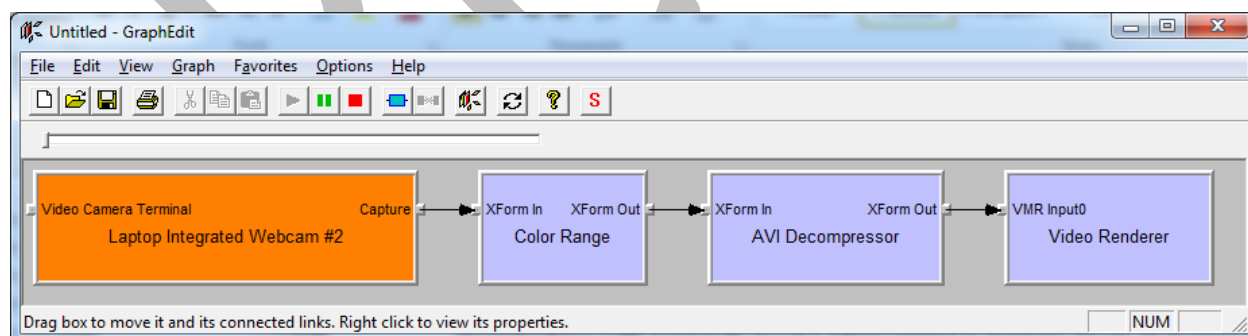 Untitled - GraphEdit
File Edit View Graph Favorites Options Help
S
Video Camera Terminal Capture XForm In XForm Out XForm In XForm Out VMR Input0
Laptop Integrated Webcam #2 Color Range AVI Decompressor Video Renderer
Drag box to move it and its connected links. Right click to view its properties. NUM